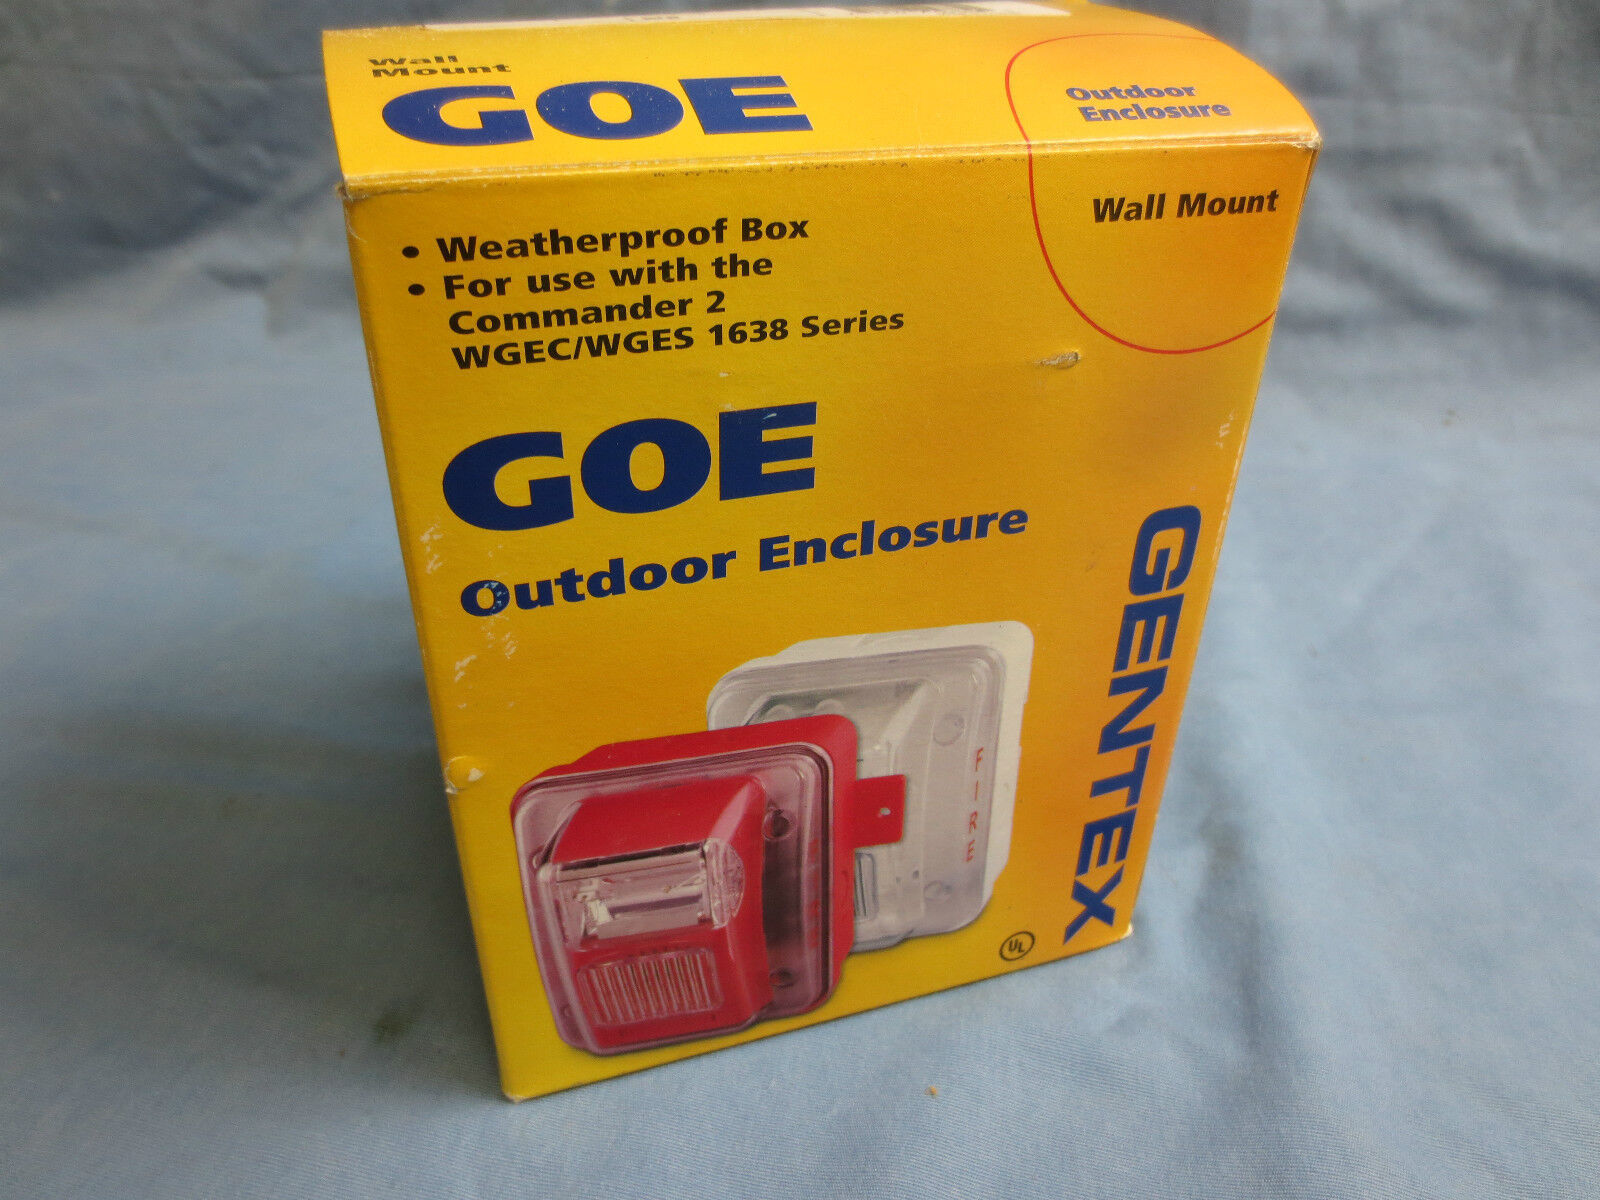 Wall
Mount
GOE
Outdoor
Enclosure
• Weatherproof Box
• For use with the
Commander 2
WGEC/WGES 1638 Series
Wall Mount
GOE
Outdoor Enclosure
GENTEX
FIRE
UL